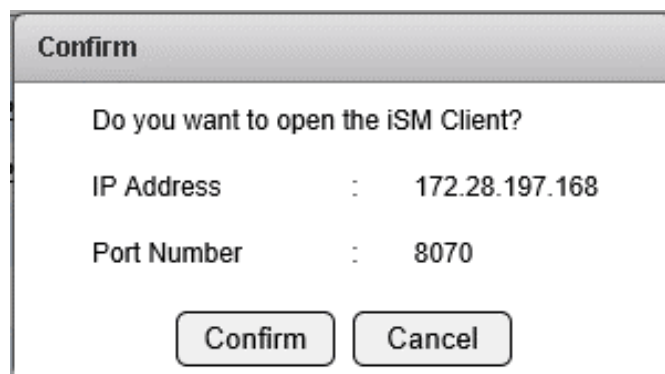 Confirm
Do you want to open the iSM Client?
IP Address : 172.28.197.168
Port Number : 8070
Confirm Cancel